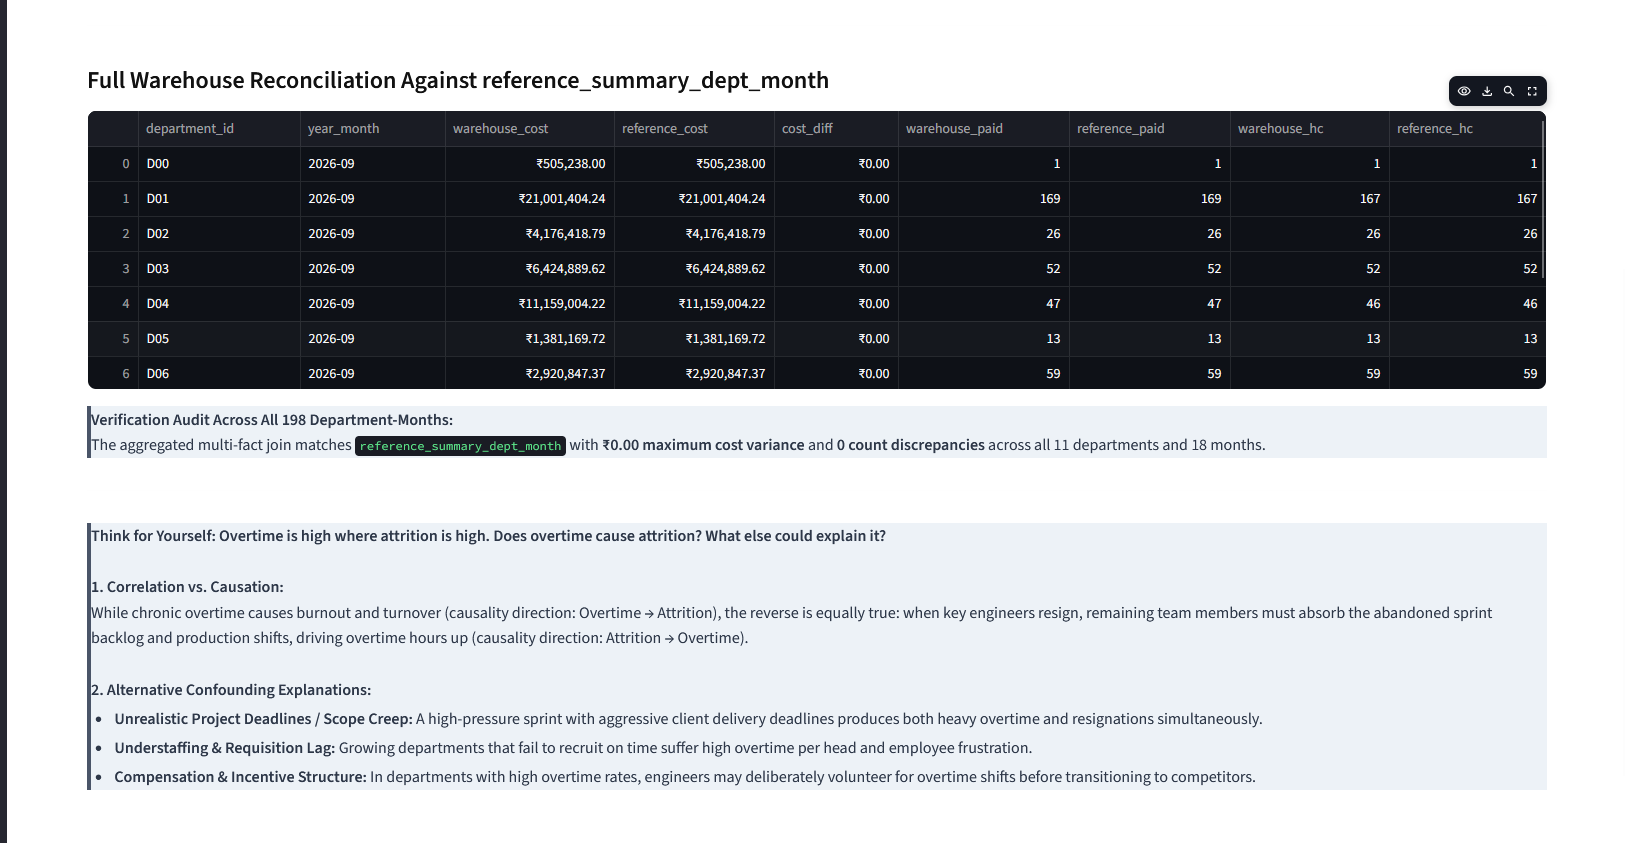 Full Warehouse Reconciliation Against reference_summary_dept_month
department_id year_month warehouse_cost reference_cost cost_diff warehouse_paid reference_paid warehouse_hc reference_hc
0 D00 2026-09 ₹505,238.00 ₹505,238.00 ₹0.00 1 1 1 1
1 D01 2026-09 ₹21,001,404.24 ₹21,001,404.24 ₹0.00 169 169 167 167
2 D02 2026-09 ₹4,176,418.79 ₹4,176,418.79 ₹0.00 26 26 26 26
3 D03 2026-09 ₹6,424,889.62 ₹6,424,889.62 ₹0.00 52 52 52 52
4 D04 2026-09 ₹11,159,004.22 ₹11,159,004.22 ₹0.00 47 47 46 46
5 D05 2026-09 ₹1,381,169.72 ₹1,381,169.72 ₹0.00 13 13 13 13
6 D06 2026-09 ₹2,920,847.37 ₹2,920,847.37 ₹0.00 59 59 59 59
Verification Audit Across All 198 Department-Months:
The aggregated multi-fact join matches reference_summary_dept_month with ₹0.00 maximum cost variance and 0 count discrepancies across all 11 departments and 18 months.
Think for Yourself: Overtime is high where attrition is high. Does overtime cause attrition? What else could explain it?
1. Correlation vs. Causation:
While chronic overtime causes burnout and turnover (causality direction: Overtime → Attrition), the reverse is equally true: when key engineers resign, remaining team members must absorb the abandoned sprint
backlog and production shifts, driving overtime hours up (causality direction: Attrition → Overtime).
2. Alternative Confounding Explanations:
• Unrealistic Project Deadlines / Scope Creep: A high-pressure sprint with aggressive client delivery deadlines produces both heavy overtime and resignations simultaneously.
• Understaffing & Requisition Lag: Growing departments that fail to recruit on time suffer high overtime per head and employee frustration.
• Compensation & Incentive Structure: In departments with high overtime rates, engineers may deliberately volunteer for overtime shifts before transitioning to competitors.